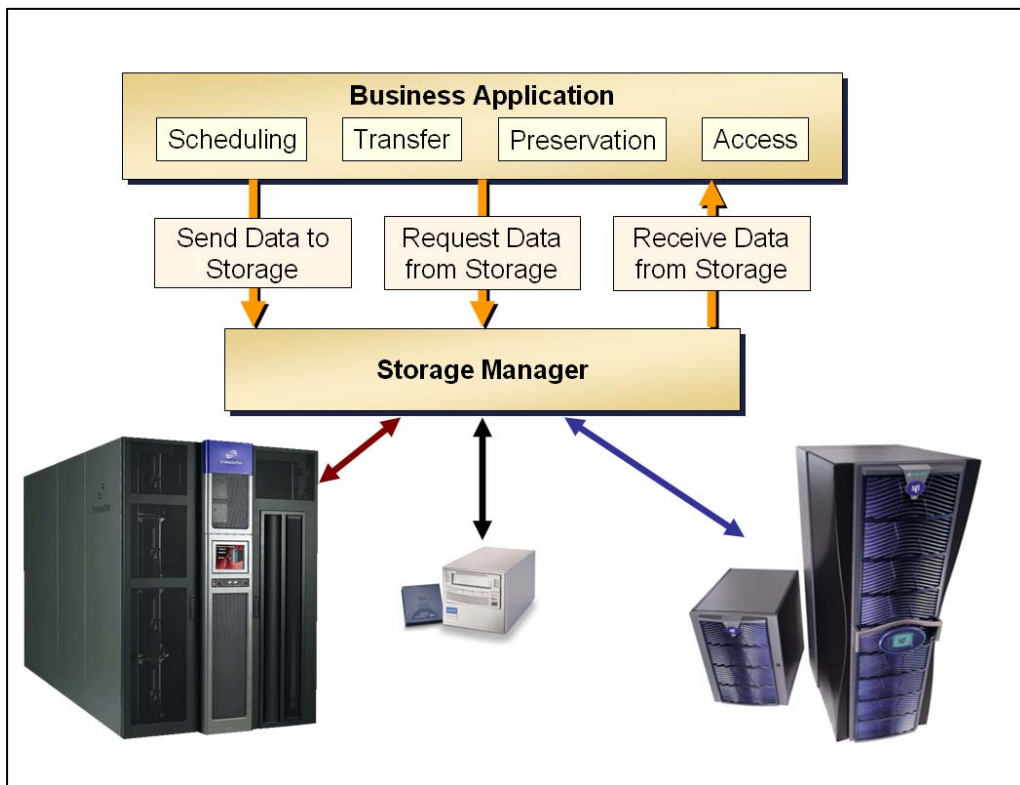 Business Application
Scheduling
Transfer
Preservation
Access
Send Data to
Storage
Request Data
from Storage
Receive Data
from Storage
Storage Manager
sgi